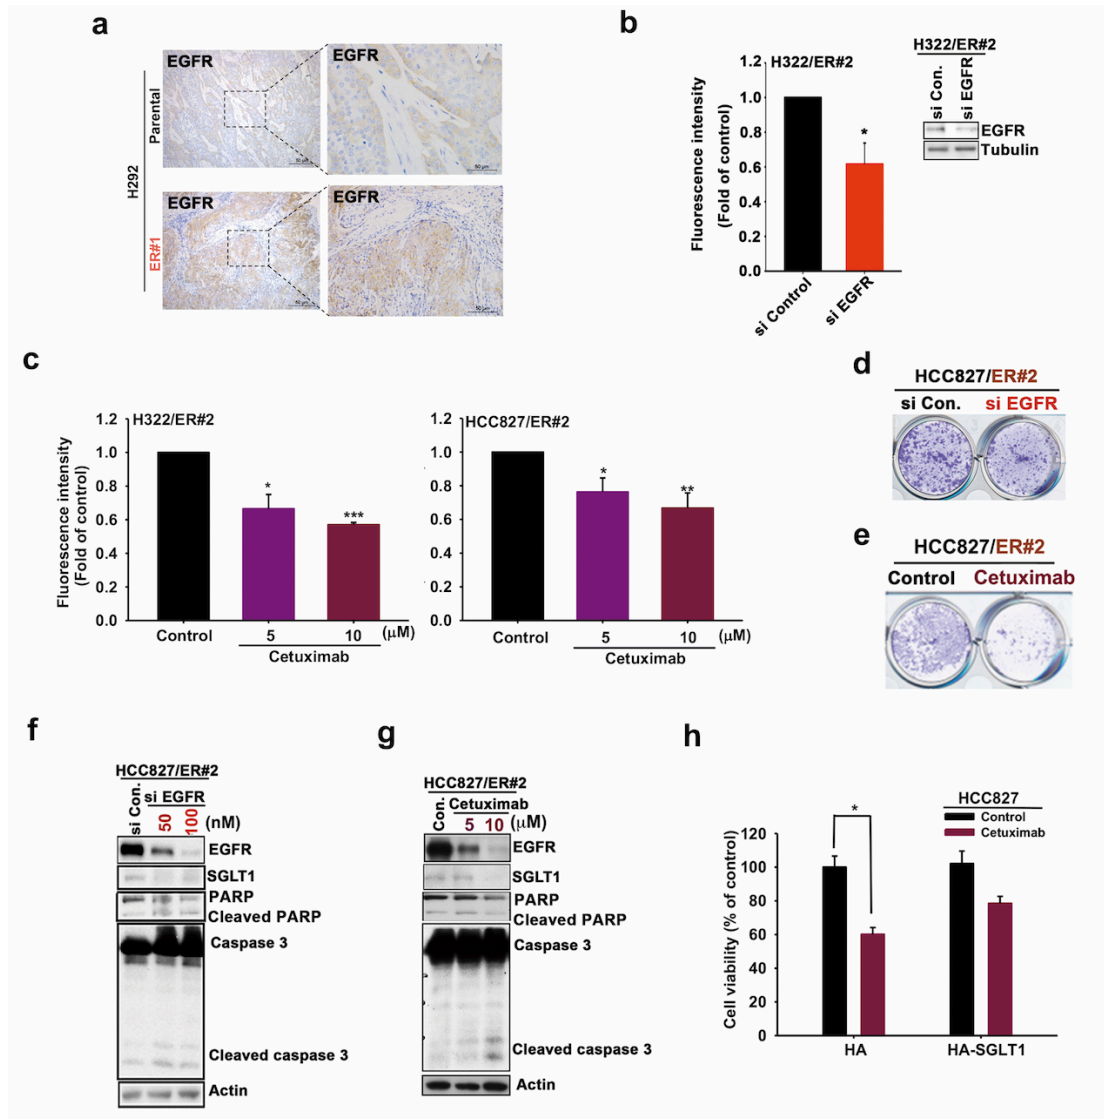 a
EGFR
EGFR
Parental
50 µm
50 µm
H292
EGFR
EGFR
ER#1
50 µm
50 µm
b
H322/ER#2
1.2
1.0
0.8
0.6
0.4
0.2
0.0
Fluorescence intensity
(Fold of control)
*
si Control
si EGFR
H322/ER#2
si Con.
si EGFR
EGFR
Tubulin
c
H322/ER#2
1.2
1.0
0.8
0.6
0.4
0.2
0.0
Fluorescence intensity
(Fold of control)
*
***
Control
5
10
(µM)
Cetuximab
HCC827/ER#2
1.2
1.0
0.8
0.6
0.4
0.2
0.0
*
**
Control
5
10
(µM)
Cetuximab
d
HCC827/ER#2
si Con.
si EGFR
e
HCC827/ER#2
Control
Cetuximab
f
HCC827/ER#2
si Con.
si EGFR
50
100
(nM)
EGFR
SGLT1
PARP
Cleaved PARP
Caspase 3
Cleaved caspase 3
Actin
g
HCC827/ER#2
Con.
Cetuximab
5
10
(µM)
EGFR
SGLT1
PARP
Cleaved PARP
Caspase 3
Cleaved caspase 3
Actin
h
HCC827
Control
Cetuximab
120
100
80
60
40
20
0
Cell viability (% of control)
*
HA
HA-SGLT1